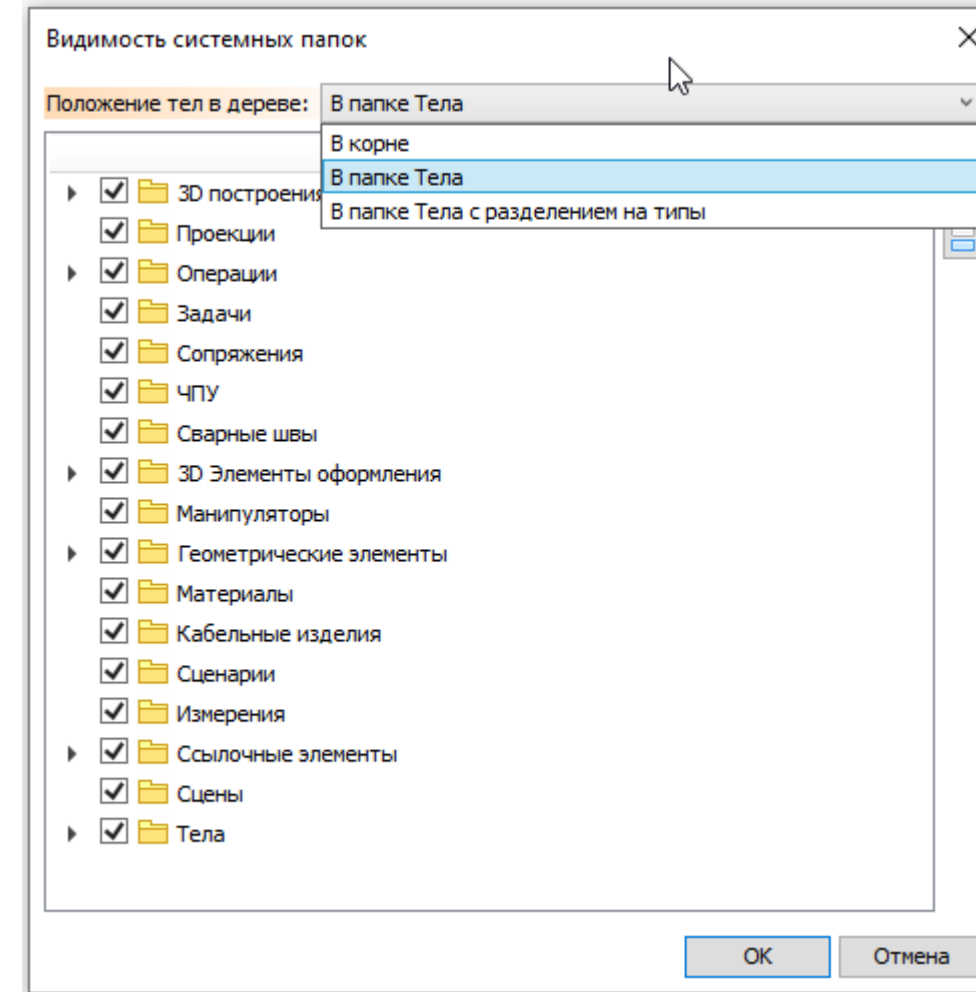 Видимость системных папок
Положение тел в дереве: В папке Тела
В корне
В папке Тела
В папке Тела с разделением на типы
3D построения
Проекции
Операции
Задачи
Сопряжения
ЧПУ
Сварные швы
3D Элементы оформления
Манипуляторы
Геометрические элементы
Материалы
Кабельные изделия
Сценарии
Измерения
Ссылочные элементы
Сцены
Тела
OK Отмена